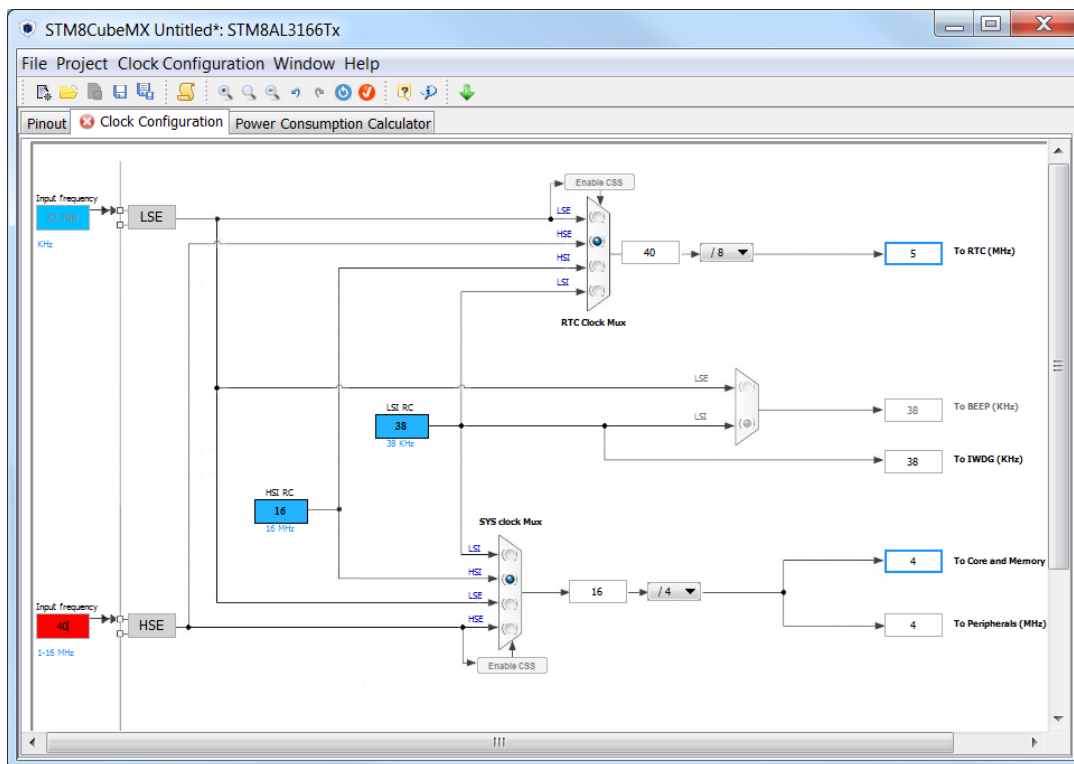 STM8CubeMX Untitled*: STM8AL3166Tx
File Project Clock Configuration Window Help
Pinout Clock Configuration Power Consumption Calculator
Enable CSS
Input frequency
32.768
KHz
LSE
LSE
HSE
HSI
LSI
40
/ 8
5
To RTC (MHz)
RTC Clock Mux
LSE
LSI
38
To BEEP (KHz)
LSI RC
38
38 KHz
38
To IWDG (KHz)
HSI RC
16
16 MHz
SYS clock Mux
LSI
HSI
LSE
HSE
16
/ 4
4
To Core and Memory
4
To Peripherals (MHz)
Input frequency
40
1-16 MHz
HSE
Enable CSS